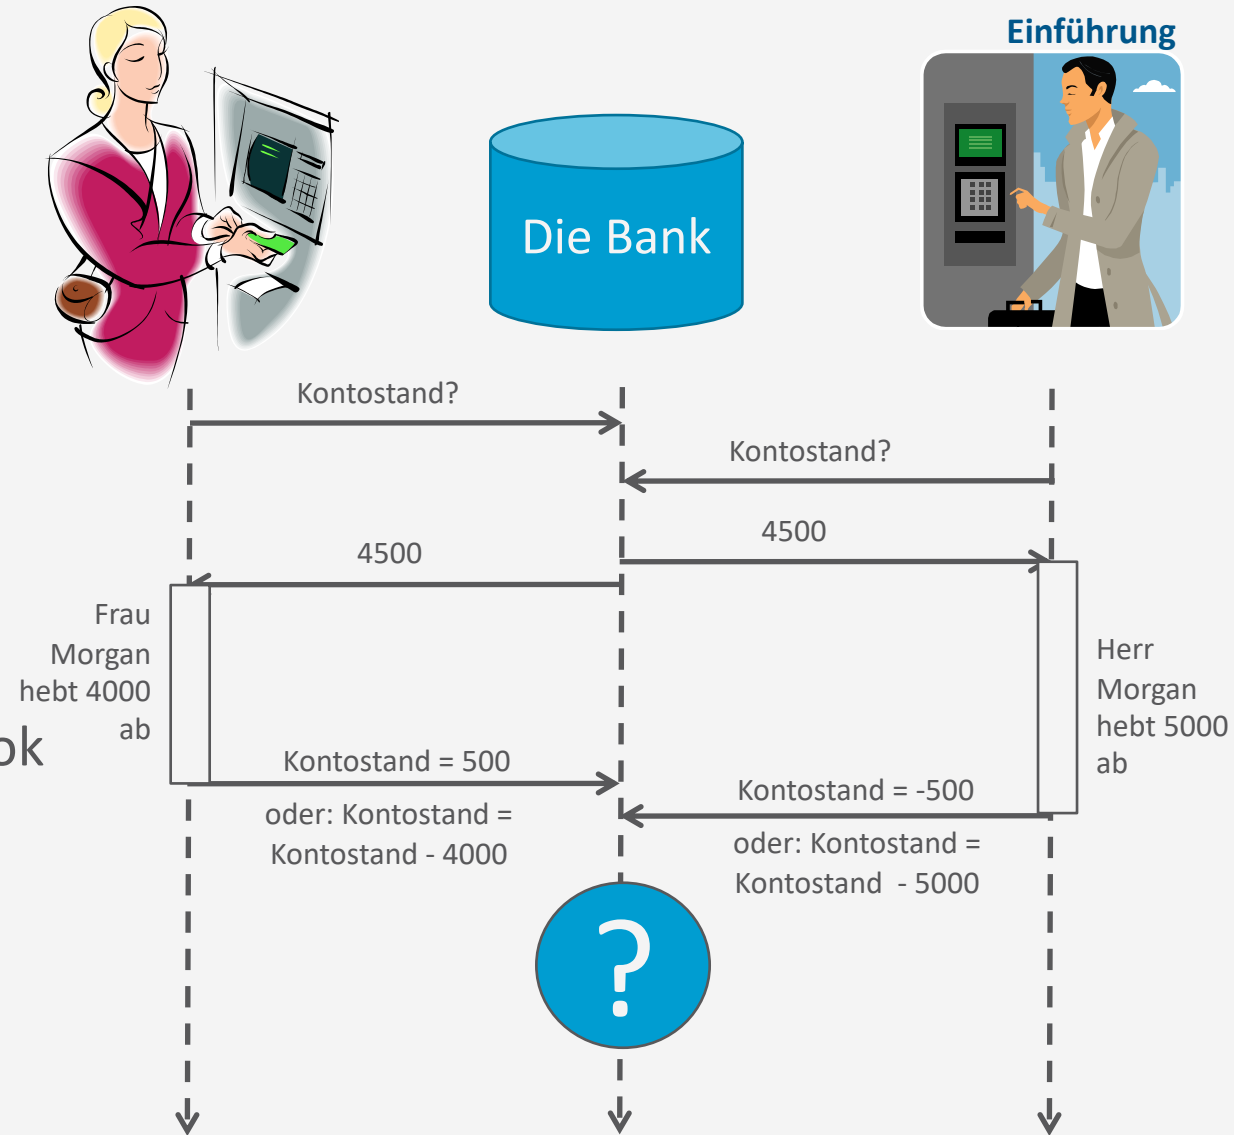 Einführung
Die Bank
Kontostand?
Kontostand?
4500
4500
Frau
Morgan
hebt 4000
ab
Herr
Morgan
hebt 5000
ab
ok
Kontostand = 500
oder: Kontostand =
Kontostand - 4000
Kontostand = -500
oder: Kontostand =
Kontostand - 5000
?